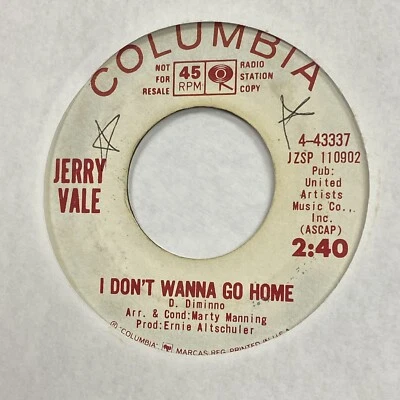 COLUMBIA
NOT
FOR
RESALE
45
RPM
RADIO
STATION
COPY
JERRY
VALE
4-43337
JZSP 110902
Pub:
United
Artists
Music Co.,
Inc.
(ASCAP)
2:40
I DON'T WANNA GO HOME
D. Diminno
Arr. & Cond: Marty Manning
Prod: Ernie Altschuler
® "COLUMBIA" MARCAS REG. PRINTED IN U.S.A.